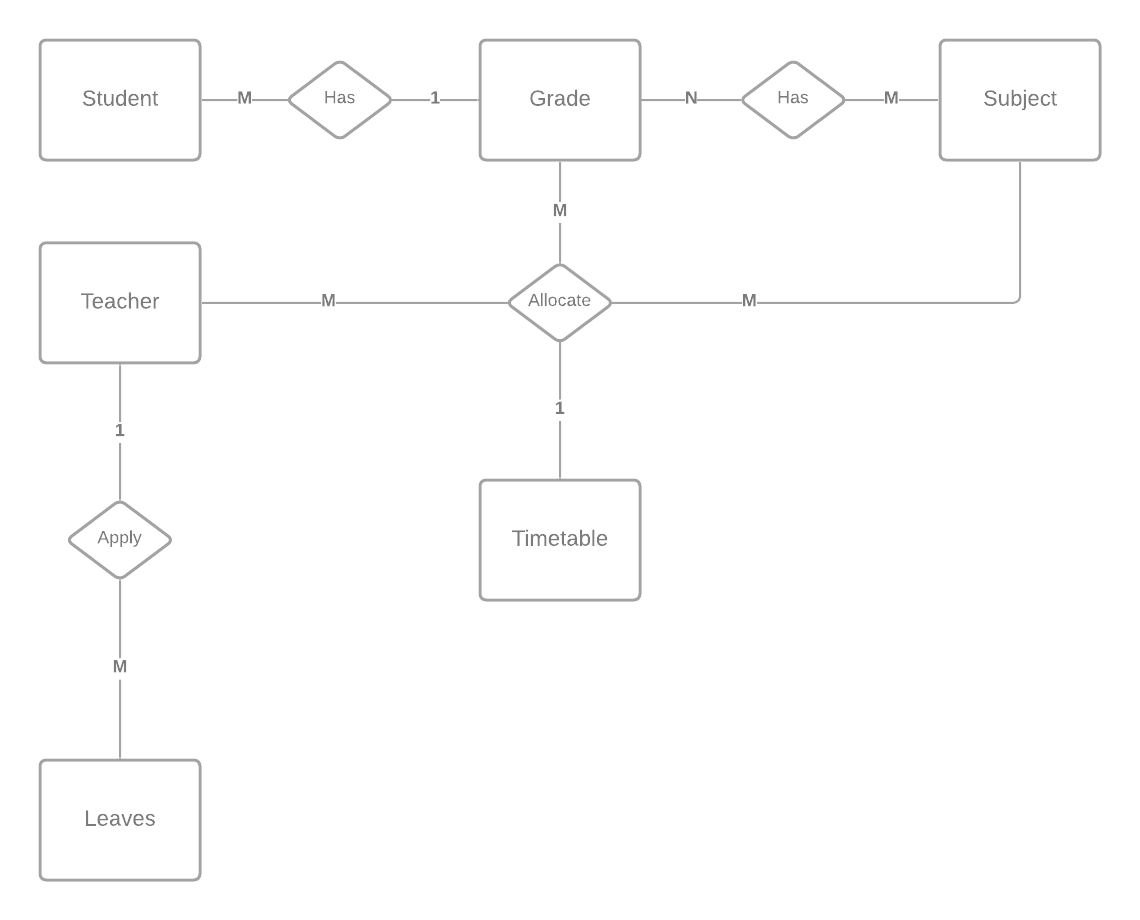 Student
M
Has
1
Grade
N
Has
M
Subject
M
Teacher
M
Allocate
M
1
1
Apply
Timetable
M
Leaves